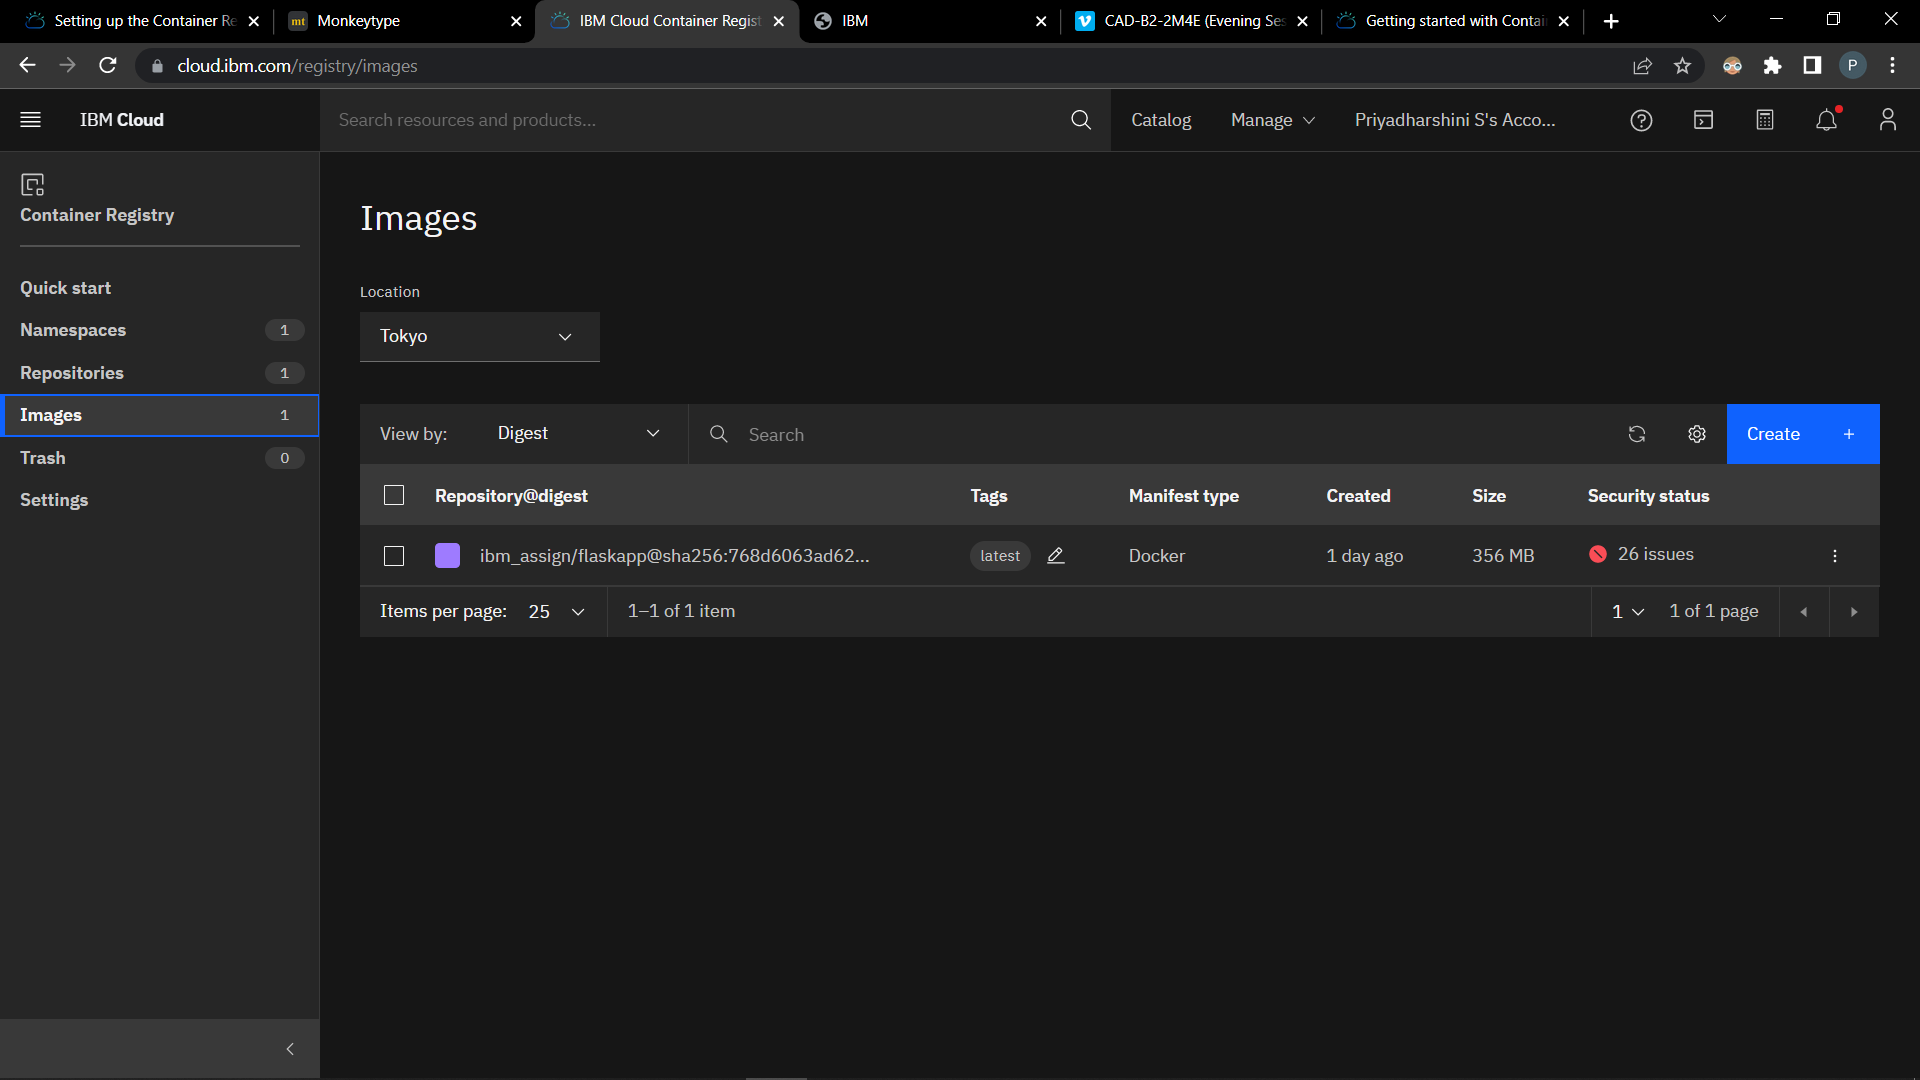 Setting up the Container Re
mt Monkeytype
IBM Cloud Container Regist
IBM
CAD-B2-2M4E (Evening Ses
Getting started with Contai
cloud.ibm.com/registry/images
P
IBM Cloud
Search resources and products...
Catalog
Manage
Priyadharshini S's Acco...
Container Registry
Quick start
Namespaces 1
Repositories 1
Images 1
Trash 0
Settings
Images
Location
Tokyo
View by: Digest
Search
Create +
Repository@digest Tags Manifest type Created Size Security status
ibm_assign/flaskapp@sha256:768d6063ad62... latest Docker 1 day ago 356 MB 26 issues
Items per page: 25 1–1 of 1 item 1 1 of 1 page